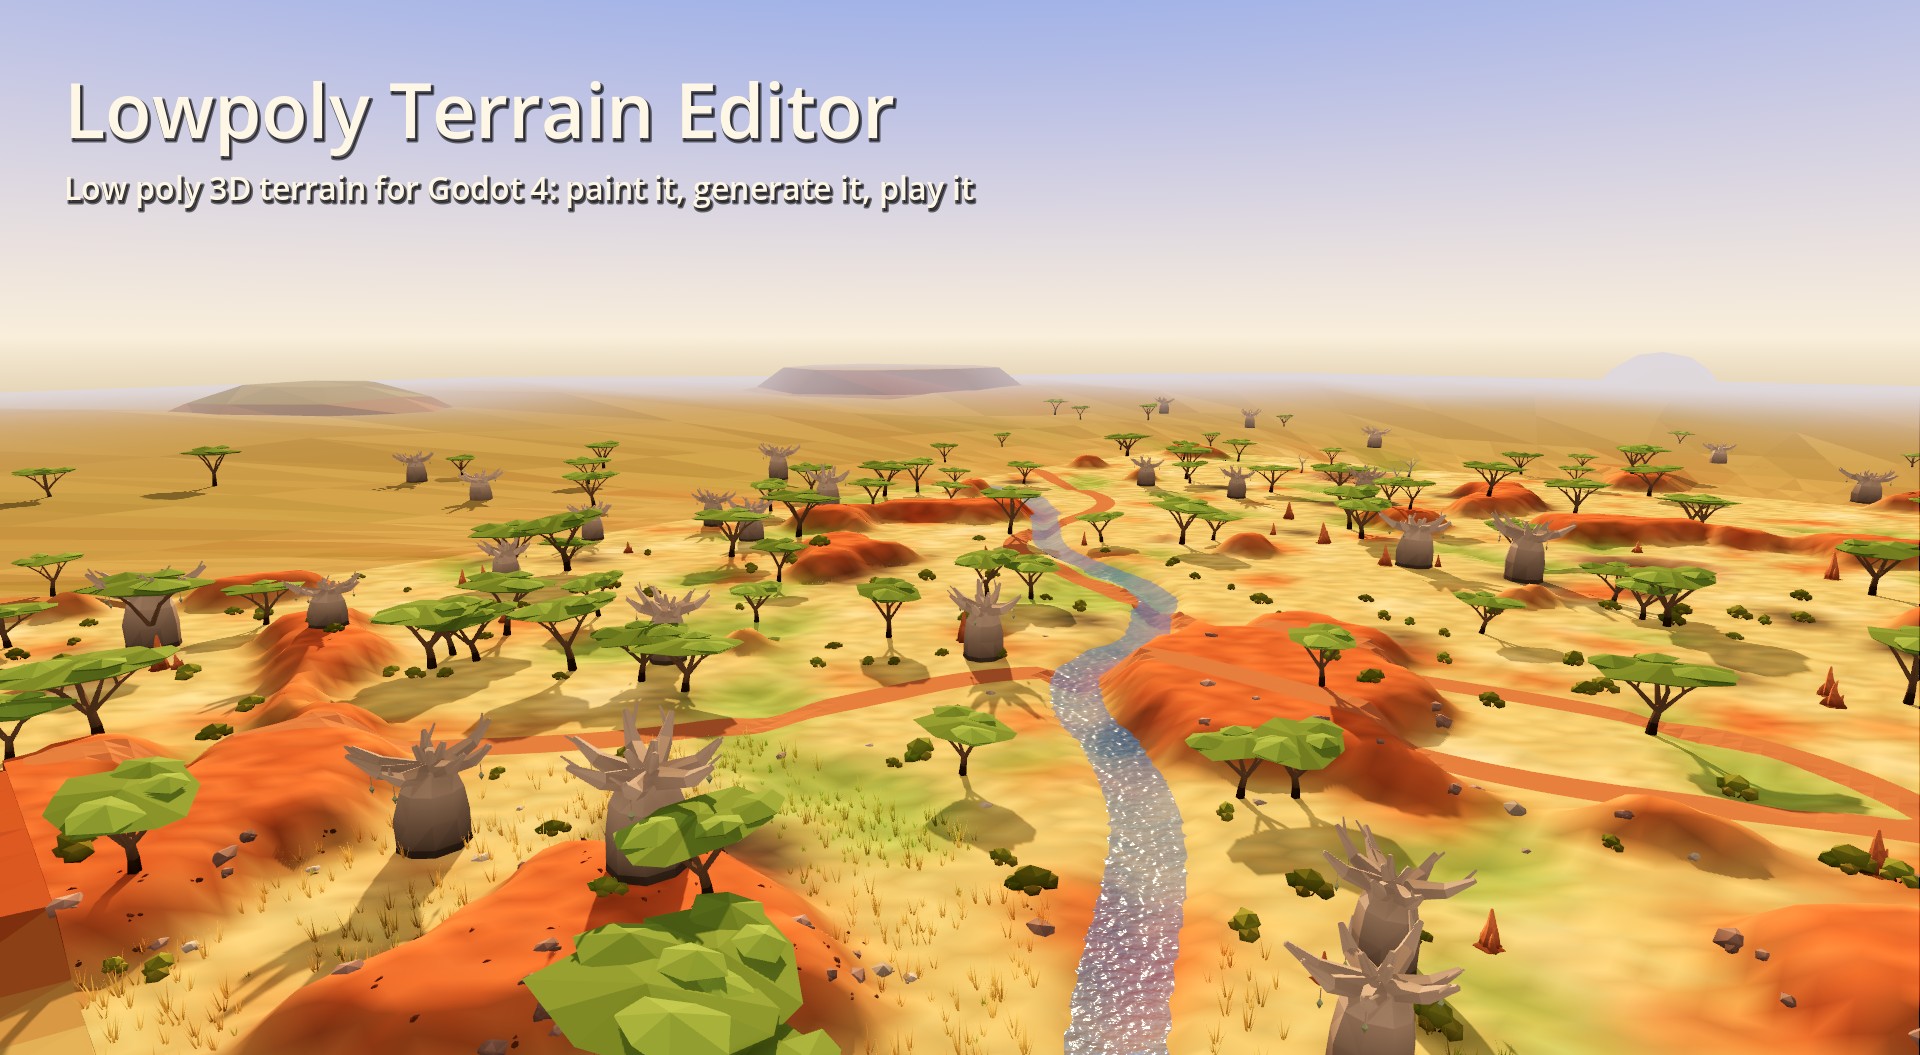 Lowpoly Terrain Editor
Low poly 3D terrain for Godot 4: paint it, generate it, play it